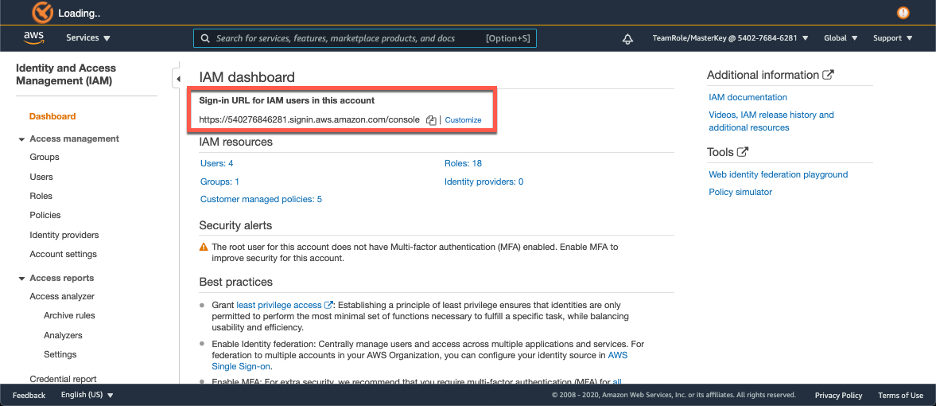 Loading..
aws
Services
Search for services, features, marketplace products, and docs
[Option+S]
TeamRole/MasterKey @ 5402-7684-6281
Global
Support
Identity and Access
Management (IAM)
Dashboard
Access management
Groups
Users
Roles
Policies
Identity providers
Account settings
Access reports
Access analyzer
Archive rules
Analyzers
Settings
Credential report
IAM dashboard
Sign-in URL for IAM users in this account
https://540276846281.signin.aws.amazon.com/console | Customize
IAM resources
Users: 4
Roles: 18
Groups: 1
Identity providers: 0
Customer managed policies: 5
Security alerts
The root user for this account does not have Multi-factor authentication (MFA) enabled. Enable MFA to
improve security for this account.
Best practices
Grant least privilege access : Establishing a principle of least privilege ensures that identities are only
permitted to perform the most minimal set of functions necessary to fulfill a specific task, while balancing
usability and efficiency.
Enable Identity federation: Centrally manage users and access across multiple applications and services. For
federation to multiple accounts in your AWS Organization, you can configure your identity source in AWS
Single Sign-on.
Enable MFA: For extra security, we recommend that you require multi-factor authentication (MFA) for all
Additional information
IAM documentation
Videos, IAM release history and
additional resources
Tools
Web identity federation playground
Policy simulator
Feedback
English (US)
© 2008 - 2020, Amazon Web Services, Inc. or its affiliates. All rights reserved.
Privacy Policy
Terms of Use